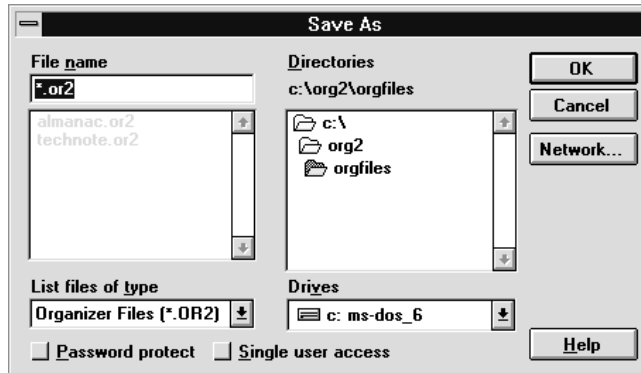 Save As
File name
*.or2
almanac.or2
technote.or2
List files of type
Organizer Files (*.OR2)
Password protect
Single user access
Directories
c:\org2\orgfiles
c:\
org2
orgfiles
Drives
c: ms-dos_6
OK
Cancel
Network...
Help